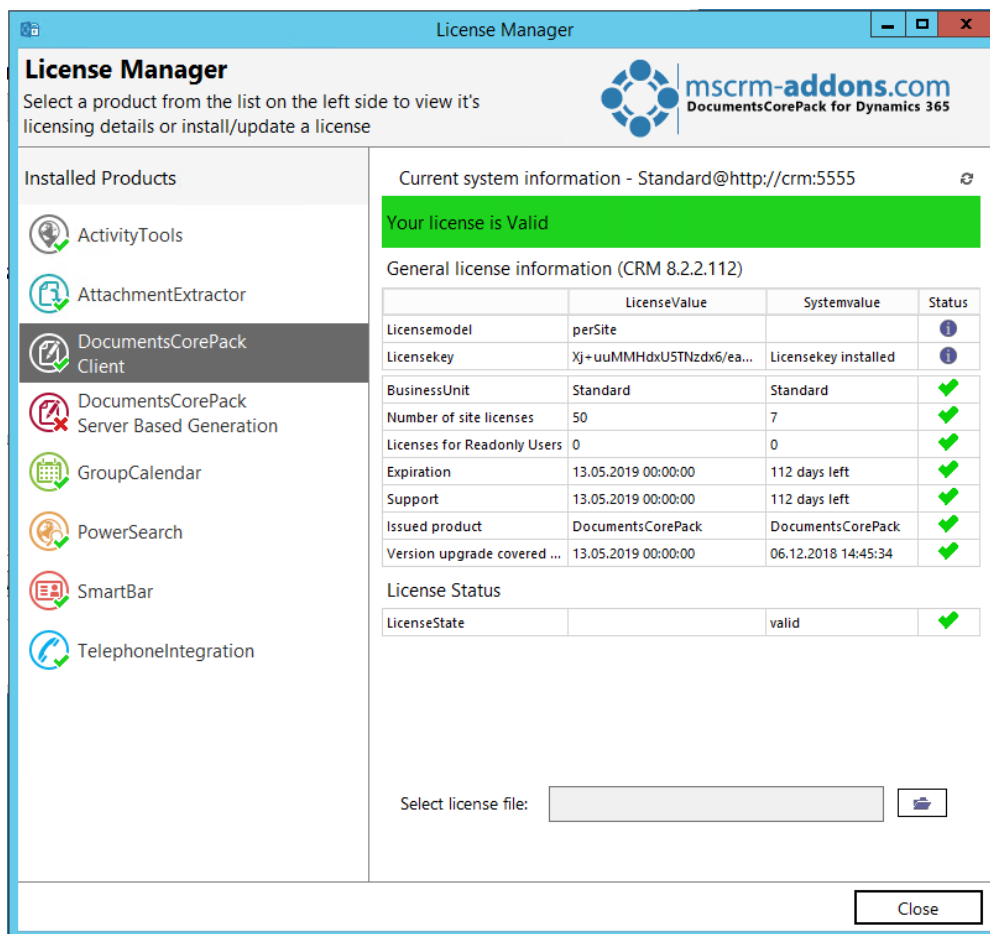 License Manager
License Manager
Select a product from the list on the left side to view it's
licensing details or install/update a license
mscrm-addons.com
DocumentsCorePack for Dynamics 365
Installed Products
ActivityTools
AttachmentExtractor
DocumentsCorePack
Client
DocumentsCorePack
Server Based Generation
GroupCalendar
PowerSearch
SmartBar
TelephoneIntegration
Current system information - Standard@http://crm:5555
Your license is Valid
General license information (CRM 8.2.2.112)
LicenseValue Systemvalue Status
Licensemodel perSite
Licensekey Xj+uuMMHdxU5TNzdx6/ea... Licensekey installed
BusinessUnit Standard Standard
Number of site licenses 50 7
Licenses for Readonly Users 0 0
Expiration 13.05.2019 00:00:00 112 days left
Support 13.05.2019 00:00:00 112 days left
Issued product DocumentsCorePack DocumentsCorePack
Version upgrade covered ... 13.05.2019 00:00:00 06.12.2018 14:45:34
License Status
LicenseState valid
Select license file:
Close